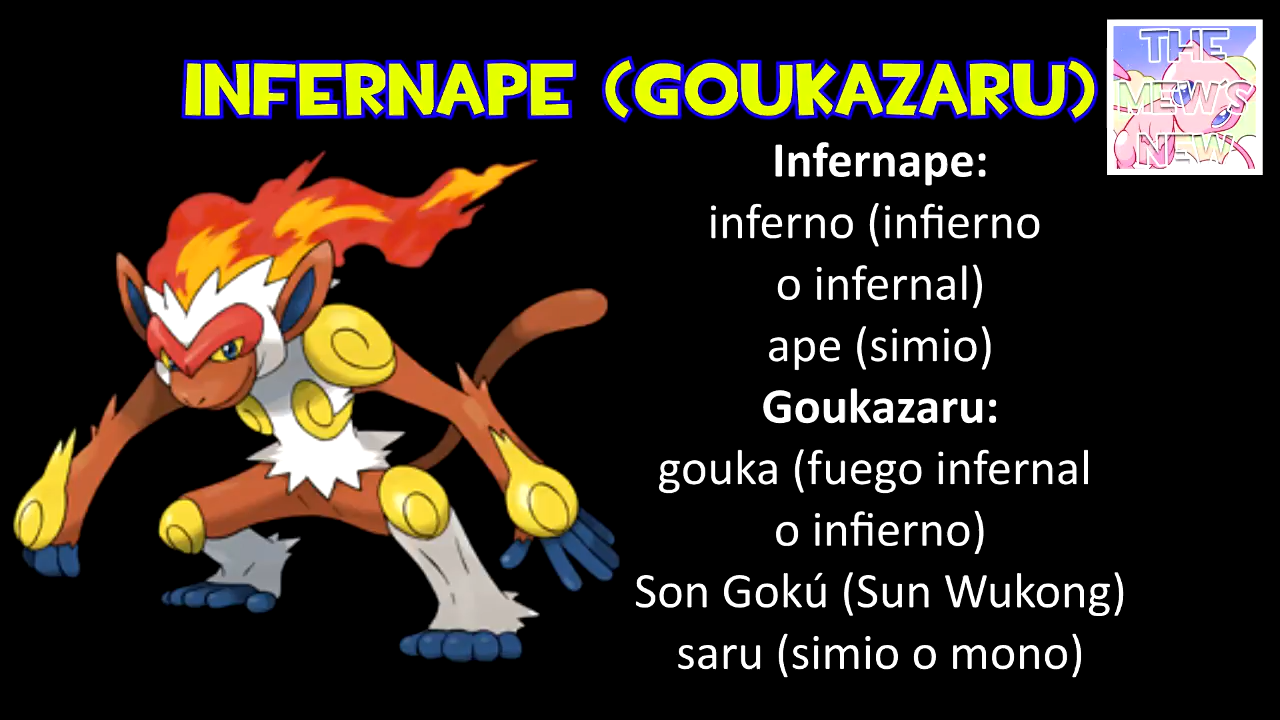 INFERNAPE (GOUKAZARU)
THE
MEW'S
NEW
Infernape:
inferno (infierno
o infernal)
ape (simio)
Goukazaru:
gouka (fuego infernal
o infierno)
Son Gokú (Sun Wukong)
saru (simio o mono)